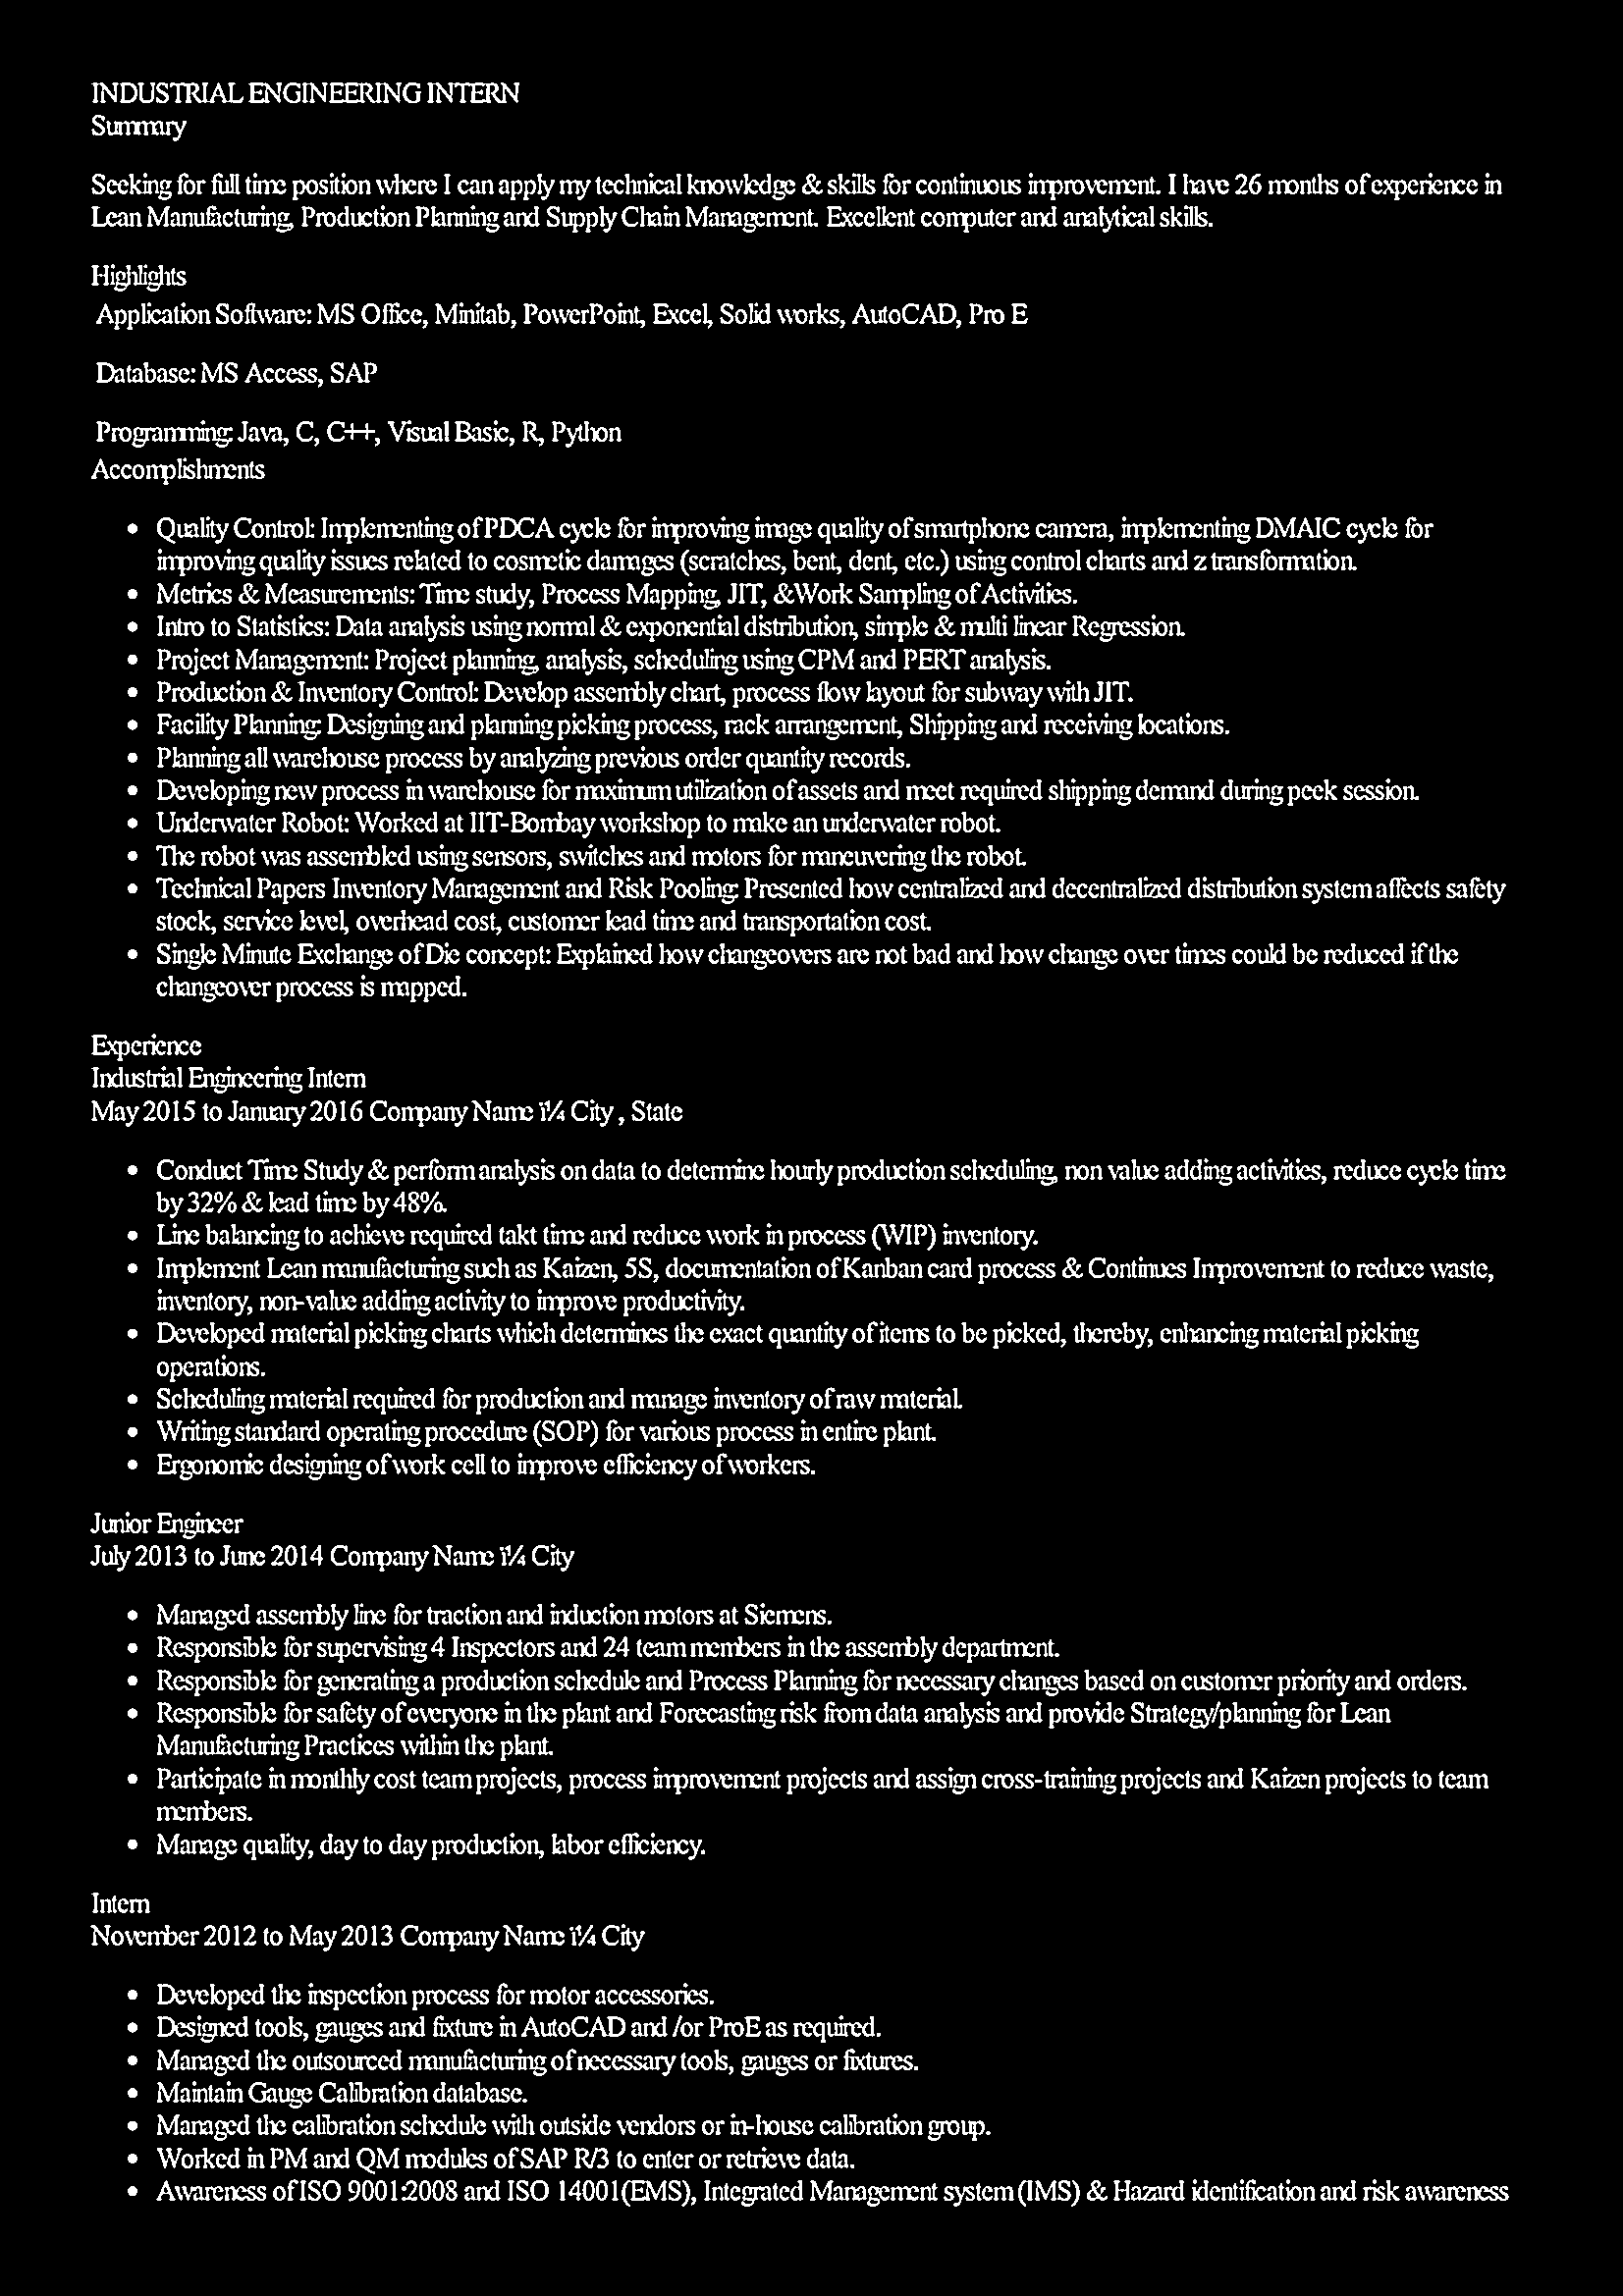 INDUSTRIAL ENGINEERING INTERN
Summary
Seeking for full time position where I can apply my technical knowledge & skills for continuous improvement. I have 26 months of experience in
Lean Manufacturing, Production Planning and Supply Chain Management. Excellent computer and analytical skills.
Highlights
Application Software: MS Office, Minitab, PowerPoint, Excel, Solid works, AutoCAD, Pro E
Database: MS Access, SAP
Programming: Java, C, C++, Visual Basic, R, Python
Accomplishments
• Quality Control: Implementing of PDCA cycle for improving image quality of smartphone camera, implementing DMAIC cycle for
improving quality issues related to cosmetic damages (scratches, bent, dent, etc.) using control charts and z transformation.
• Metrics & Measurements: Time study, Process Mapping, JIT, &Work Sampling of Activities.
• Intro to Statistics: Data analysis using normal & exponential distribution, simple & multi linear Regression.
• Project Management: Project planning, analysis, scheduling using CPM and PERT analysis.
• Production & Inventory Control: Develop assembly chart, process flow layout for subway with JIT.
• Facility Planning: Designing and planning picking process, rack arrangement, Shipping and receiving locations.
• Planning all warehouse process by analyzing previous order quantity records.
• Developing new process in warehouse for maximum utilization of assets and meet required shipping demand during peek session.
• Underwater Robot: Worked at IIT-Bombay workshop to make an underwater robot.
• The robot was assembled using sensors, switches and motors for maneuvering the robot.
• Technical Papers Inventory Management and Risk Pooling: Presented how centralized and decentralized distribution system affects safety
stock, service level, overhead cost, customer lead time and transportation cost.
• Single Minute Exchange of Die concept: Explained how changeovers are not bad and how change over times could be reduced if the
changeover process is mapped.
Experience
Industrial Engineering Intern
May 2015 to January 2016 Company Name ï¼ City , State
• Conduct Time Study & perform analysis on data to determine hourly production scheduling, non value adding activities, reduce cycle time
by 32% & lead time by 48%.
• Line balancing to achieve required takt time and reduce work in process (WIP) inventory.
• Implement Lean manufacturing such as Kaizen, 5S, documentation of Kanban card process & Continues Improvement to reduce waste,
inventory, non-value adding activity to improve productivity.
• Developed material picking charts which determines the exact quantity of items to be picked, thereby, enhancing material picking
operations.
• Scheduling material required for production and manage inventory of raw material.
• Writing standard operating procedure (SOP) for various process in entire plant.
• Ergonomic designing of work cell to improve efficiency of workers.
Junior Engineer
July 2013 to June 2014 Company Name ï¼ City
• Managed assembly line for traction and induction motors at Siemens.
• Responsible for supervising 4 Inspectors and 24 team members in the assembly department.
• Responsible for generating a production schedule and Process Planning for necessary changes based on customer priority and orders.
• Responsible for safety of everyone in the plant and Forecasting risk from data analysis and provide Strategy/planning for Lean
Manufacturing Practices within the plant.
• Participate in monthly cost team projects, process improvement projects and assign cross-training projects and Kaizen projects to team
members.
• Manage quality, day to day production, labor efficiency.
Intern
November 2012 to May 2013 Company Name ï¼ City
• Developed the inspection process for motor accessories.
• Designed tools, gauges and fixture in AutoCAD and /or ProE as required.
• Managed the outsourced manufacturing of necessary tools, gauges or fixtures.
• Maintain Gauge Calibration database.
• Managed the calibration schedule with outside vendors or in-house calibration group.
• Worked in PM and QM modules of SAP R/3 to enter or retrieve data.
• Awareness of ISO 9001:2008 and ISO 14001(EMS), Integrated Management system (IMS) & Hazard identification and risk awareness